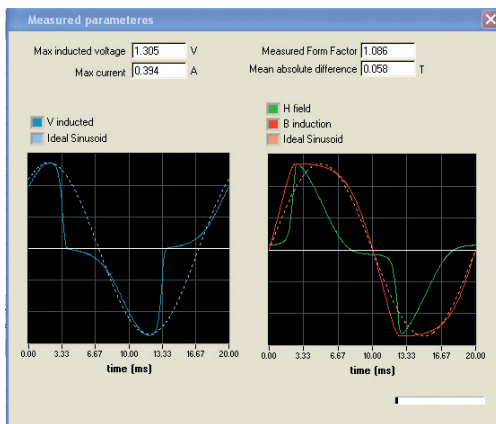 Measured parameteres
Max inducted voltage 1.305 V
Max current 0.394 A
Measured Form Factor 1.086
Mean absolute difference 0.058 T
V inducted
Ideal Sinusoid
H field
B induction
Ideal Sinusoid
0.00 3.33 6.67 10.00 13.33 16.67 20.00
time (ms)
0.00 3.33 6.67 10.00 13.33 16.67 20.00
time (ms)